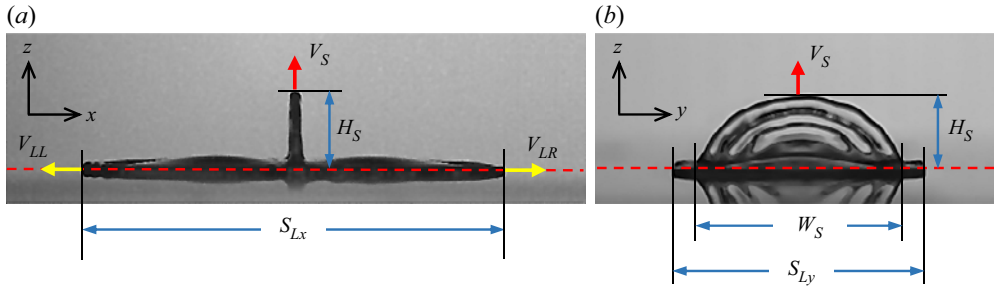 (a)
z
x
V_S
H_S
V_LL
V_LR
S_Lx
(b)
z
y
V_S
H_S
W_S
S_Ly